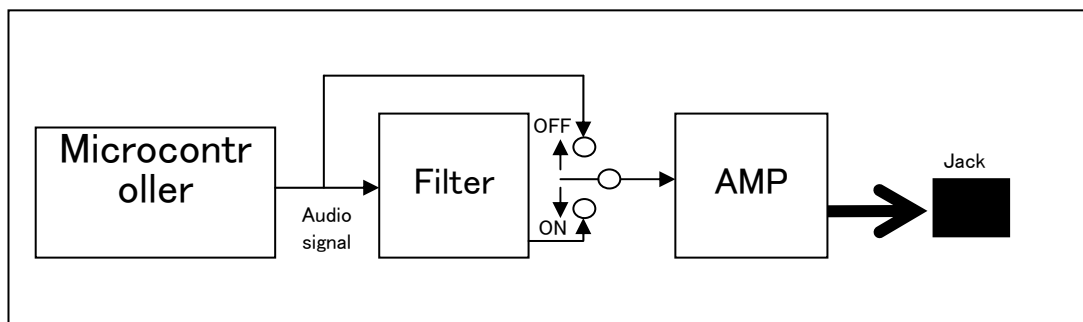 Microcontr
oller
Audio
signal
Filter
OFF
ON
AMP
Jack